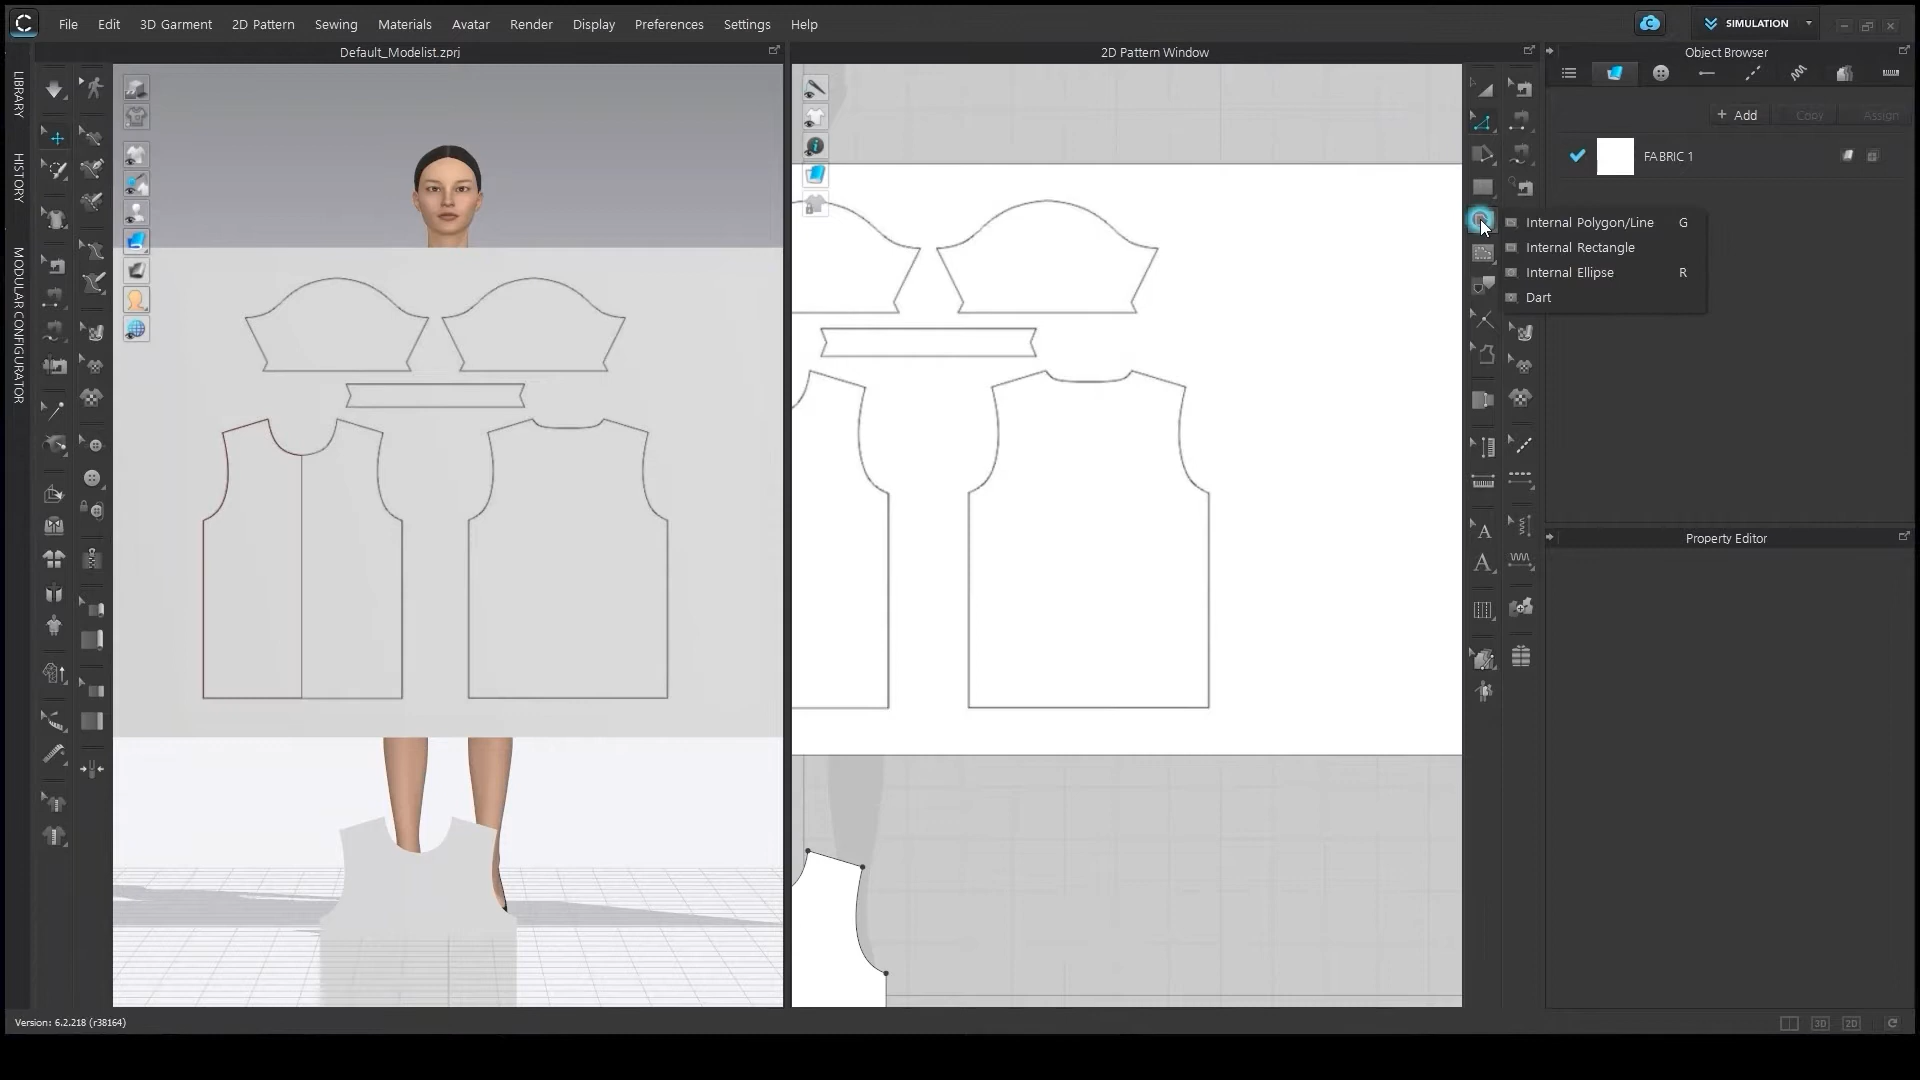 File Edit 3D Garment 2D Pattern Sewing Materials Avatar Render Display Preferences Settings Help
SIMULATION
Default_Modelist.zprj
2D Pattern Window
Object Browser
LIBRARY
HISTORY
MODULAR CONFIGURATOR
+ Add Copy Assign
FABRIC 1
Internal Polygon/Line G
Internal Rectangle
Internal Ellipse R
Dart
A
A
Property Editor
Version: 6.2.218 (r38164)
3D 2D